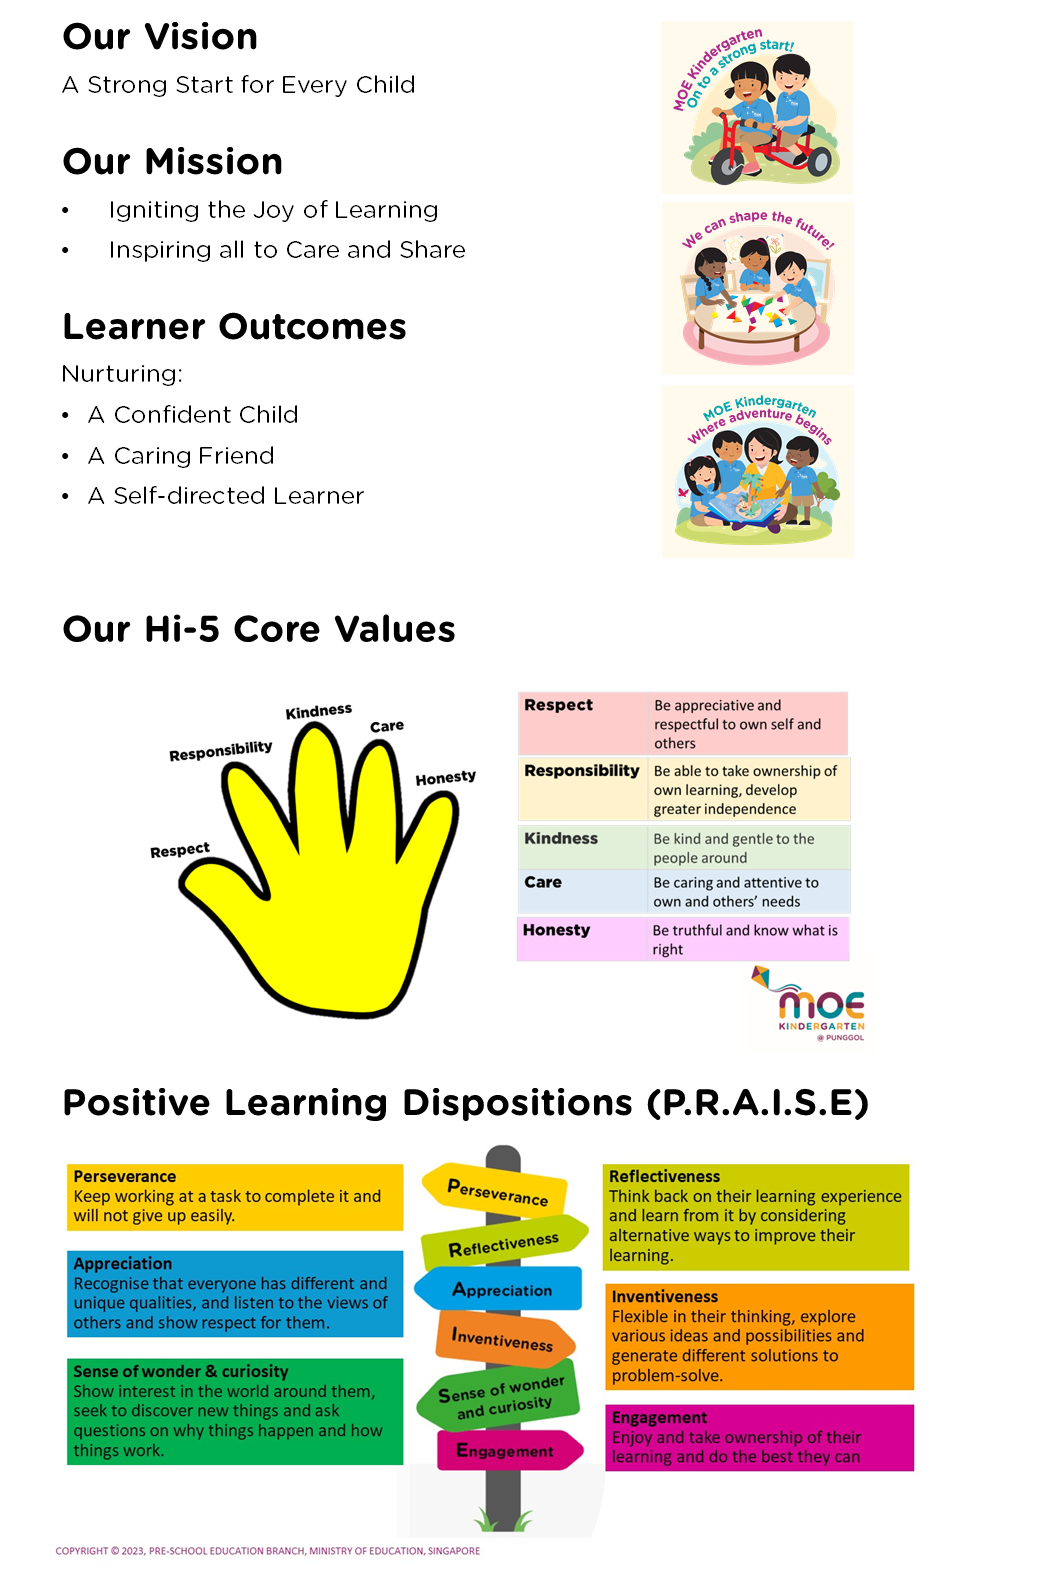 Our Vision
A Strong Start for Every Child
MOE Kindergarten
On to a strong start!
Our Mission
• Igniting the Joy of Learning
• Inspiring all to Care and Share
We can shape the future!
Learner Outcomes
Nurturing:
• A Confident Child
• A Caring Friend
• A Self-directed Learner
MOE Kindergarten
Where adventure begins
Our Hi-5 Core Values
Respect
Responsibility
Kindness
Care
Honesty
Respect
Be appreciative and
respectful to own self and
others
Responsibility
Be able to take ownership of
own learning, develop
greater independence
Kindness
Be kind and gentle to the
people around
Care
Be caring and attentive to
own and others' needs
Honesty
Be truthful and know what is
right
MOE
KINDERGARTEN
@ PUNGGOL
Positive Learning Dispositions (P.R.A.I.S.E)
Perseverance
Keep working at a task to complete it and
will not give up easily.
Appreciation
Recognise that everyone has different and
unique qualities, and listen to the views of
others and show respect for them.
Sense of wonder & curiosity
Show interest in the world around them,
seek to discover new things and ask
questions on why things happen and how
things work.
Perseverance
Reflectiveness
Appreciation
Inventiveness
Sense of wonder
and curiosity
Engagement
Reflectiveness
Think back on their learning experience
and learn from it by considering
alternative ways to improve their
learning.
Inventiveness
Flexible in their thinking, explore
various ideas and possibilities and
generate different solutions to
problem-solve.
Engagement
Enjoy and take ownership of their
learning and do the best they can
COPYRIGHT © 2023, PRE-SCHOOL EDUCATION BRANCH, MINISTRY OF EDUCATION, SINGAPORE